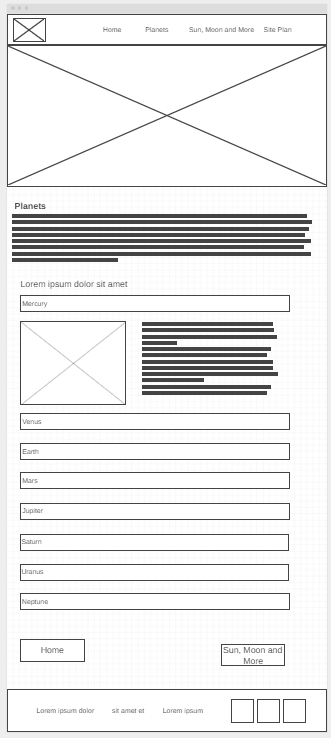 Home Planets Sun, Moon and More Site Plan
Planets
Lorem ipsum dolor sit amet
Mercury
Venus
Earth
Mars
Jupiter
Saturn
Uranus
Neptune
Home
Sun, Moon and
More
Lorem ipsum dolor sit amet et Lorem ipsum